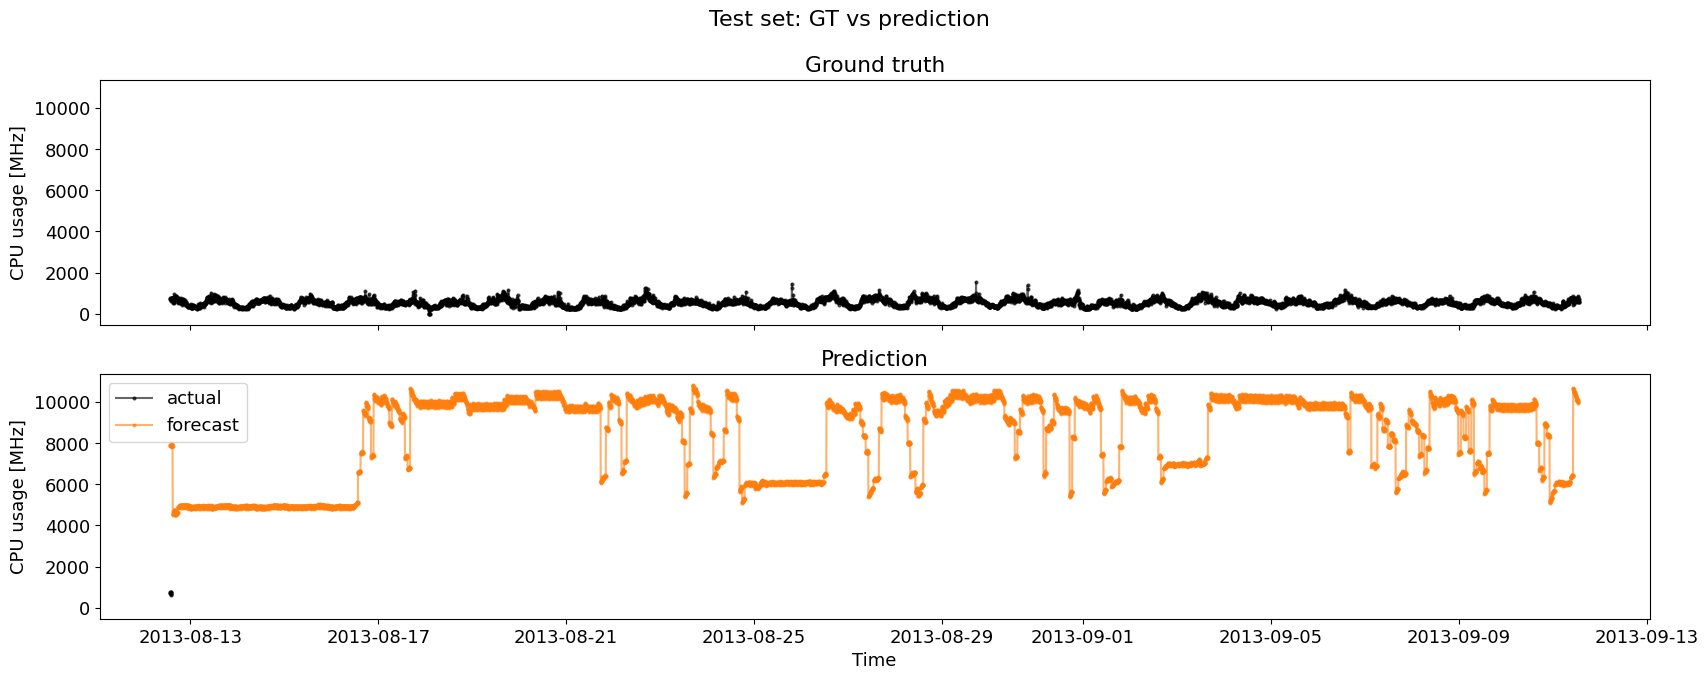 Test set: GT vs prediction
Ground truth
CPU usage [MHz]
10000
8000
6000
4000
2000
0
Prediction
CPU usage [MHz]
10000
8000
6000
4000
2000
0
actual
forecast
2013-08-13 2013-08-17 2013-08-21 2013-08-25 2013-08-29 2013-09-01 2013-09-05 2013-09-09 2013-09-13
Time